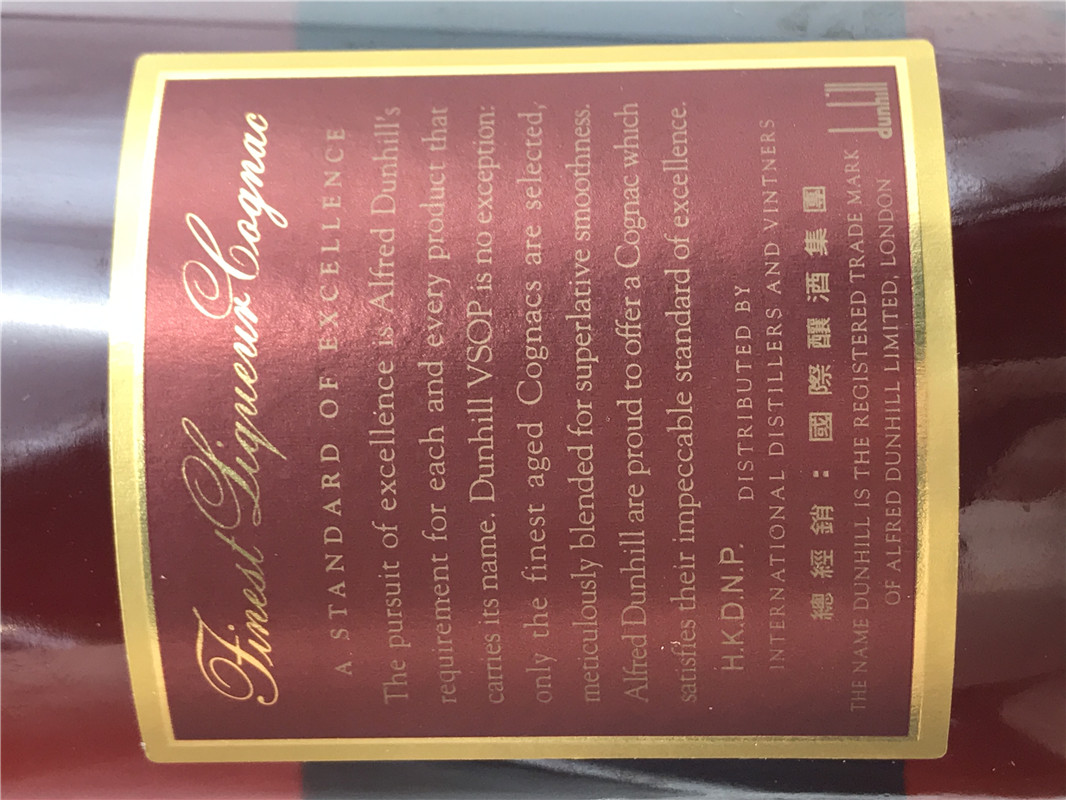 Finest Liqueur Cognac
A STANDARD OF EXCELLENCE
The pursuit of excellence is Alfred Dunhill's
requirement for each and every product that
carries its name. Dunhill VSOP is no exception:
only the finest aged Cognacs are selected,
meticulously blended for superlative smoothness.
Alfred Dunhill are proud to offer a Cognac which
satisfies their impeccable standard of excellence.
H.K.D.N.P. DISTRIBUTED BY
INTERNATIONAL DISTILLERS AND VINTNERS
總經銷：國際釀酒集團
THE NAME DUNHILL IS THE REGISTERED TRADE MARK
OF ALFRED DUNHILL LIMITED, LONDON
dunhill